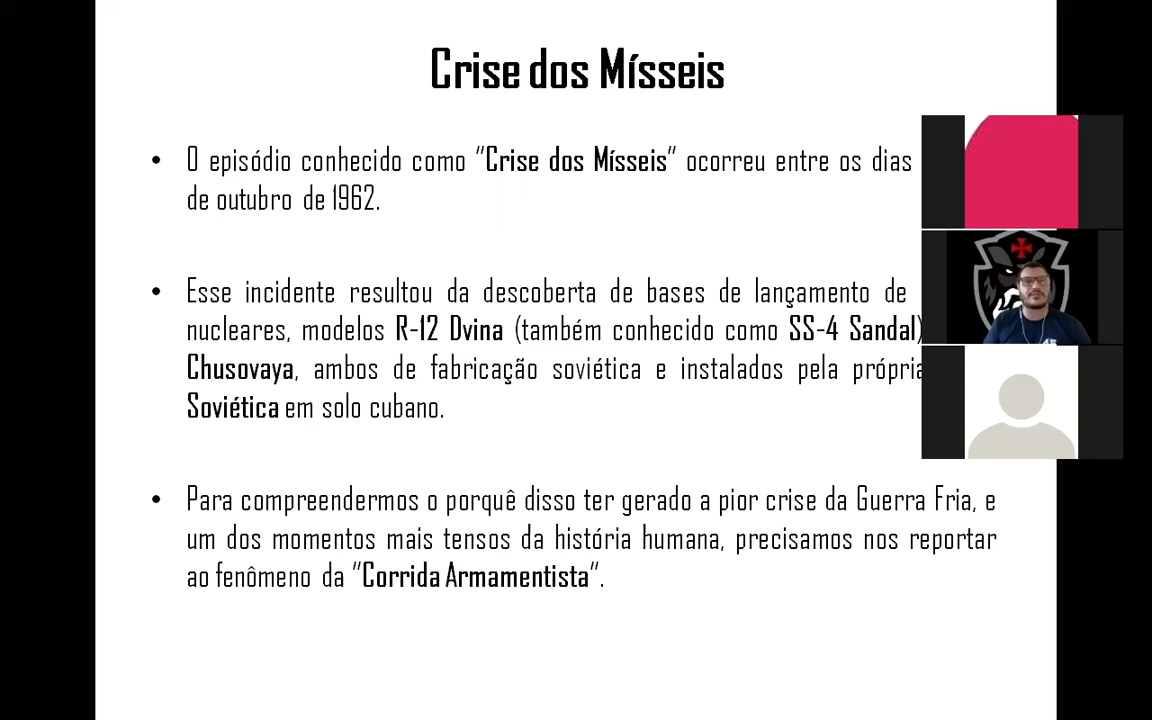 Crise dos Mísseis
• O episódio conhecido como "Crise dos Mísseis" ocorreu entre os dias
de outubro de 1962.
• Esse incidente resultou da descoberta de bases de lançamento de
nucleares, modelos R-12 Dvina (também conhecido como SS-4 Sandal)
Chusovaya, ambos de fabricação soviética e instalados pela própria
Soviética em solo cubano.
• Para compreendermos o porquê disso ter gerado a pior crise da Guerra Fria, e
um dos momentos mais tensos da história humana, precisamos nos reportar
ao fenômeno da "Corrida Armamentista".